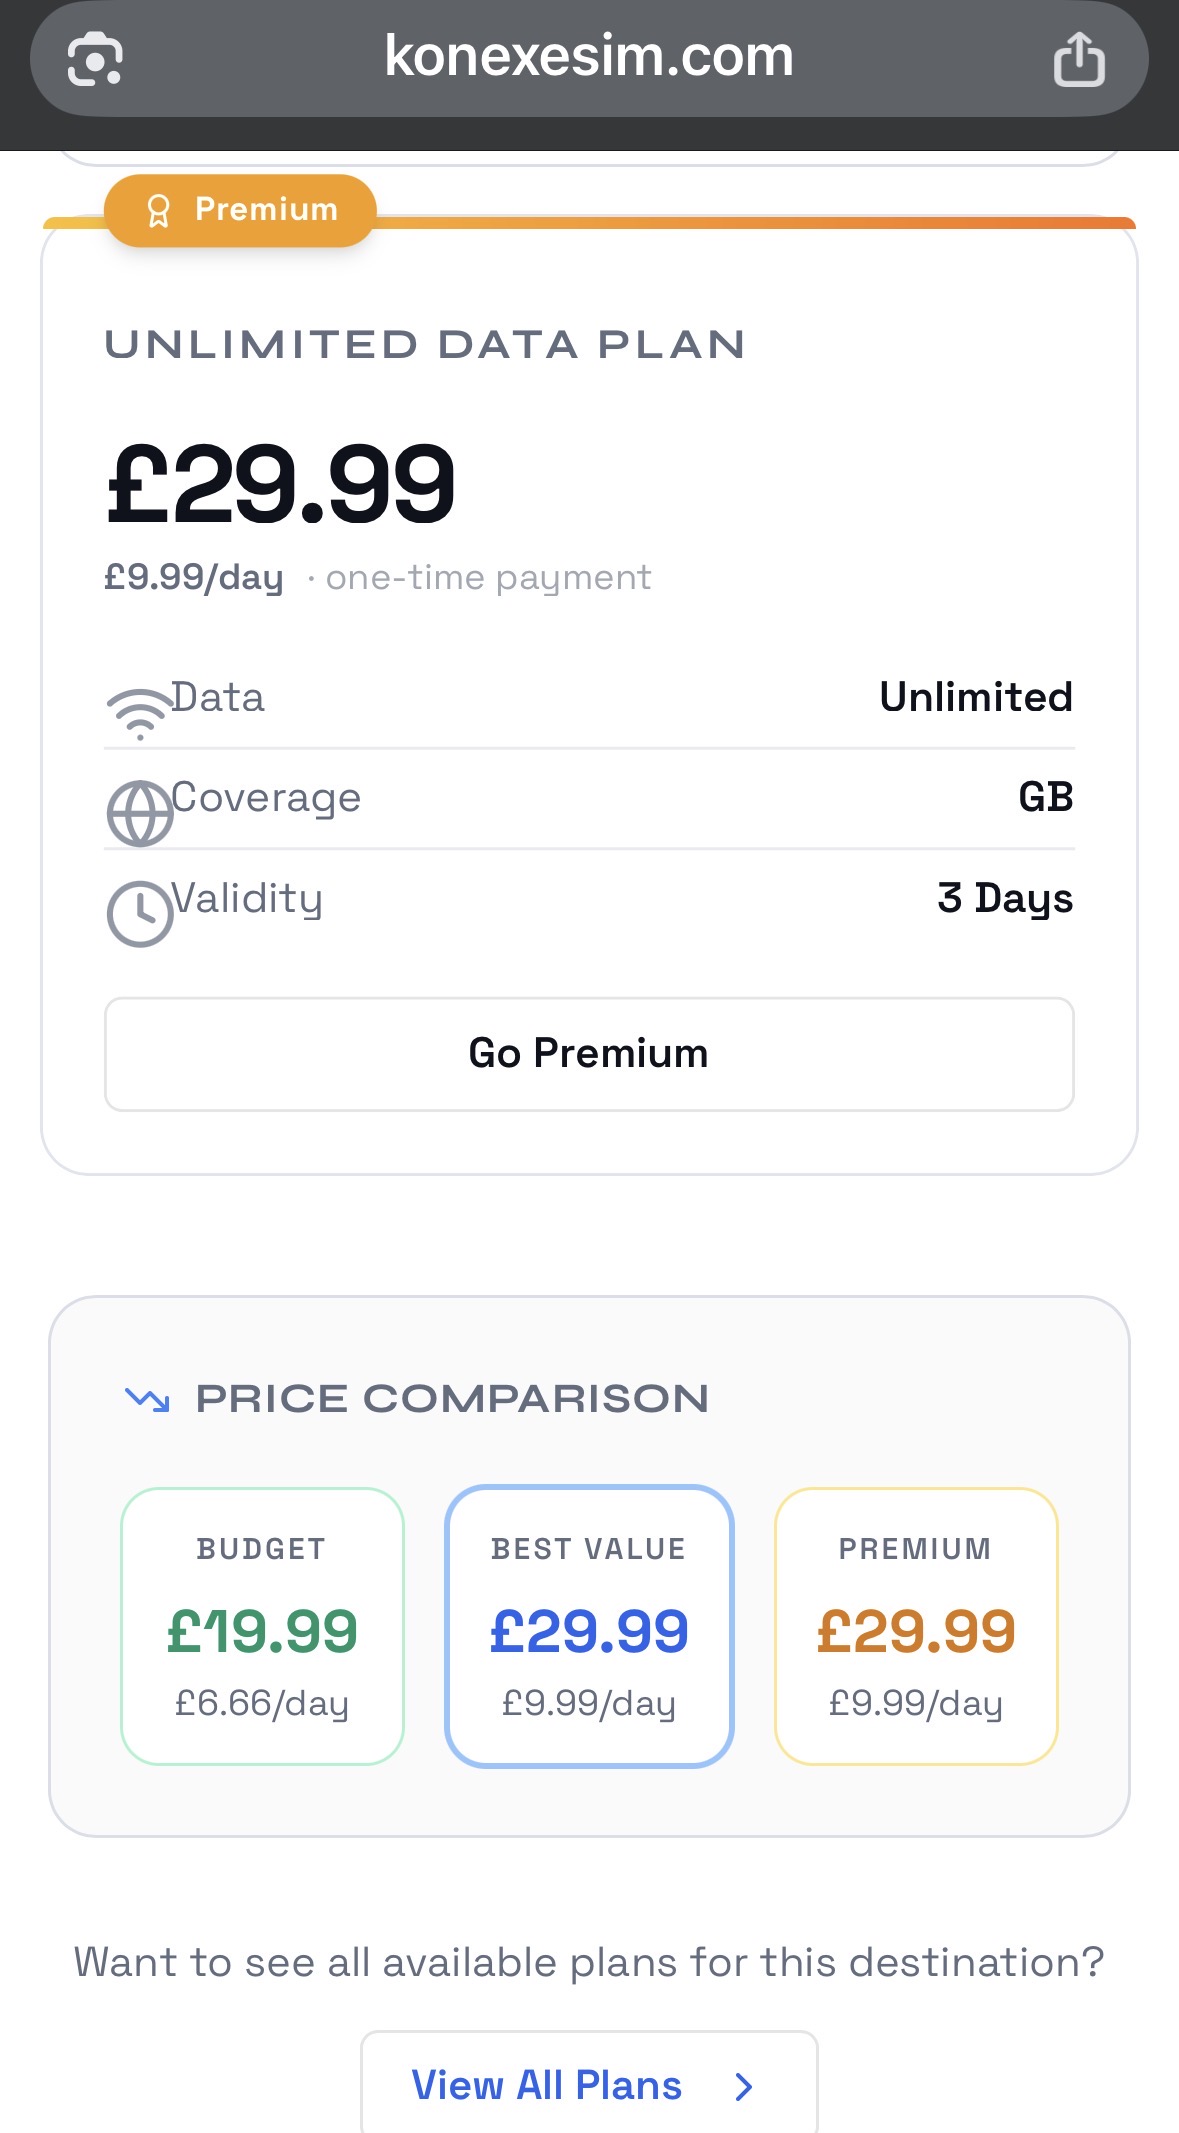 konexesim.com
Premium
UNLIMITED DATA PLAN
£29.99
£9.99/day · one-time payment
Data Unlimited
Coverage GB
Validity 3 Days
Go Premium
PRICE COMPARISON
BUDGET BEST VALUE PREMIUM
£19.99 £29.99 £29.99
£6.66/day £9.99/day £9.99/day
Want to see all available plans for this destination?
View All Plans